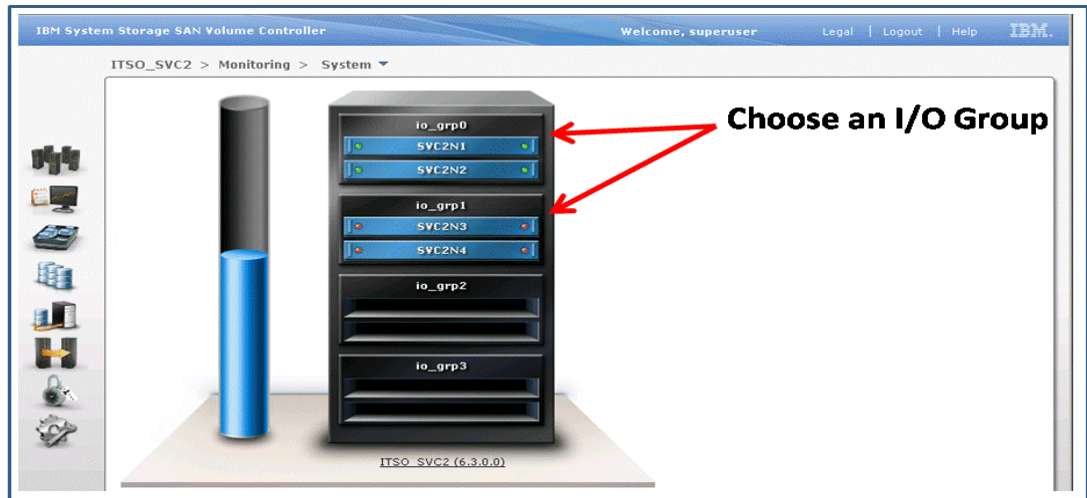 IBM System Storage SAN Volume Controller Welcome, superuser Legal | Logout | Help IBM.
ITSO_SVC2 > Monitoring > System
Choose an I/O Group
io_grp0
SVC2N1
SVC2N2
io_grp1
SVC2N3
SVC2N4
io_grp2
io_grp3
ITSO_SVC2 (6.3.0.0)